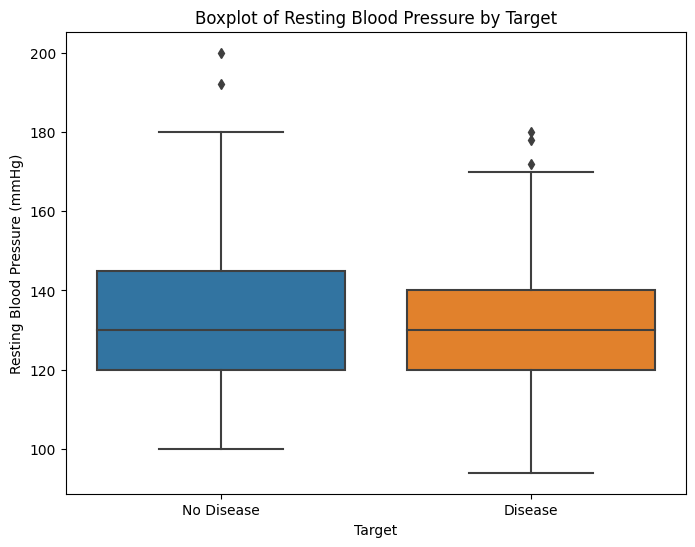 Boxplot of Resting Blood Pressure by Target
Resting Blood Pressure (mmHg)
200
180
160
140
120
100
No Disease
Disease
Target